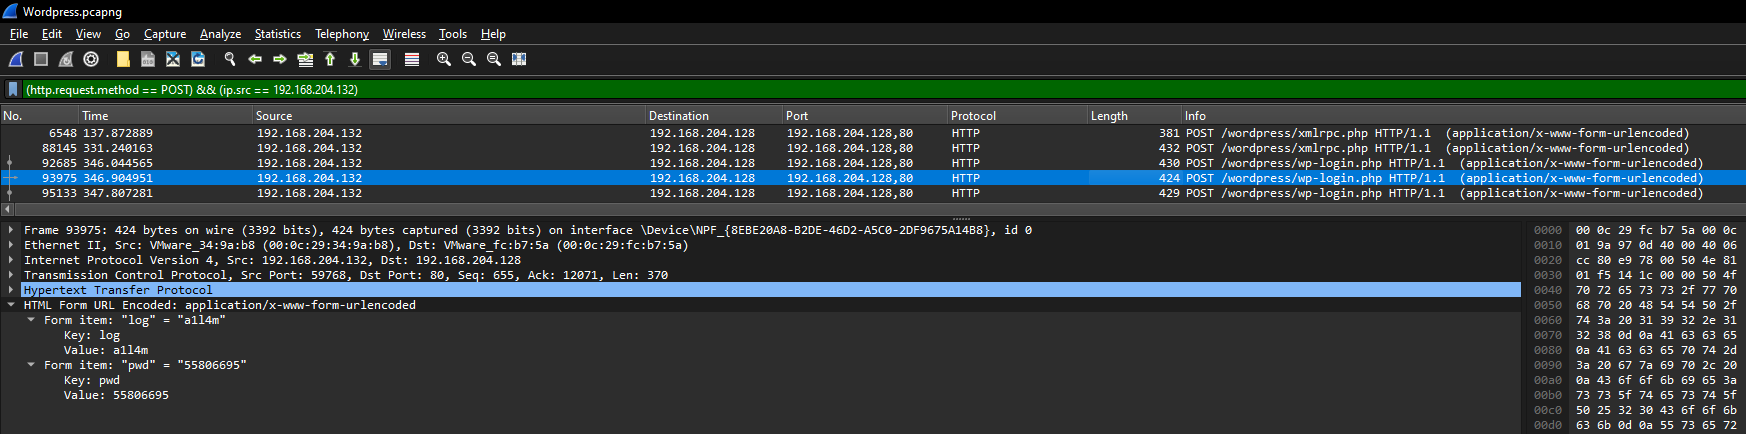 Wordpress.pcapng
File Edit View Go Capture Analyze Statistics Telephony Wireless Tools Help
(http.request.method == POST) && (ip.src == 192.168.204.132)
No. Time Source Destination Port Protocol Length Info
6548 137.872889 192.168.204.132 192.168.204.128 192.168.204.128,80 HTTP 381 POST /wordpress/xmlrpc.php HTTP/1.1 (application/x-www-form-urlencoded)
88145 331.240163 192.168.204.132 192.168.204.128 192.168.204.128,80 HTTP 432 POST /wordpress/xmlrpc.php HTTP/1.1 (application/x-www-form-urlencoded)
92685 346.044565 192.168.204.132 192.168.204.128 192.168.204.128,80 HTTP 430 POST /wordpress/wp-login.php HTTP/1.1 (application/x-www-form-urlencoded)
93975 346.904951 192.168.204.132 192.168.204.128 192.168.204.128,80 HTTP 424 POST /wordpress/wp-login.php HTTP/1.1 (application/x-www-form-urlencoded)
95133 347.807281 192.168.204.132 192.168.204.128 192.168.204.128,80 HTTP 429 POST /wordpress/wp-login.php HTTP/1.1 (application/x-www-form-urlencoded)
Frame 93975: 424 bytes on wire (3392 bits), 424 bytes captured (3392 bits) on interface \Device\NPF_{8EBE20A8-B2DE-46D2-A5C0-2DF9675A14B8}, id 0
Ethernet II, Src: VMware_34:9a:b8 (00:0c:29:34:9a:b8), Dst: VMware_fc:b7:5a (00:0c:29:fc:b7:5a)
Internet Protocol Version 4, Src: 192.168.204.132, Dst: 192.168.204.128
Transmission Control Protocol, Src Port: 59768, Dst Port: 80, Seq: 655, Ack: 12071, Len: 370
Hypertext Transfer Protocol
HTML Form URL Encoded: application/x-www-form-urlencoded
Form item: "log" = "a1l4m"
Key: log
Value: a1l4m
Form item: "pwd" = "55806695"
Key: pwd
Value: 55806695
0000 00 0c 29 fc b7 5a 00 0c
0010 01 9a 97 0d 40 00 40 06
0020 cc 80 e9 78 00 50 4e 81
0030 01 f5 14 1c 00 00 50 4f
0040 70 72 65 73 73 2f 77 70
0050 68 70 20 48 54 54 50 2f
0060 74 3a 20 31 39 32 2e 31
0070 32 38 0d 0a 41 63 63 65
0080 0a 41 63 63 65 70 74 2d
0090 3a 20 67 7a 69 70 2c 20
00a0 0a 43 6f 6f 6b 69 65 3a
00b0 73 73 5f 74 65 73 74 5f
00c0 50 25 32 30 43 6f 6f 6b
00d0 63 6b 0d 0a 55 73 65 72